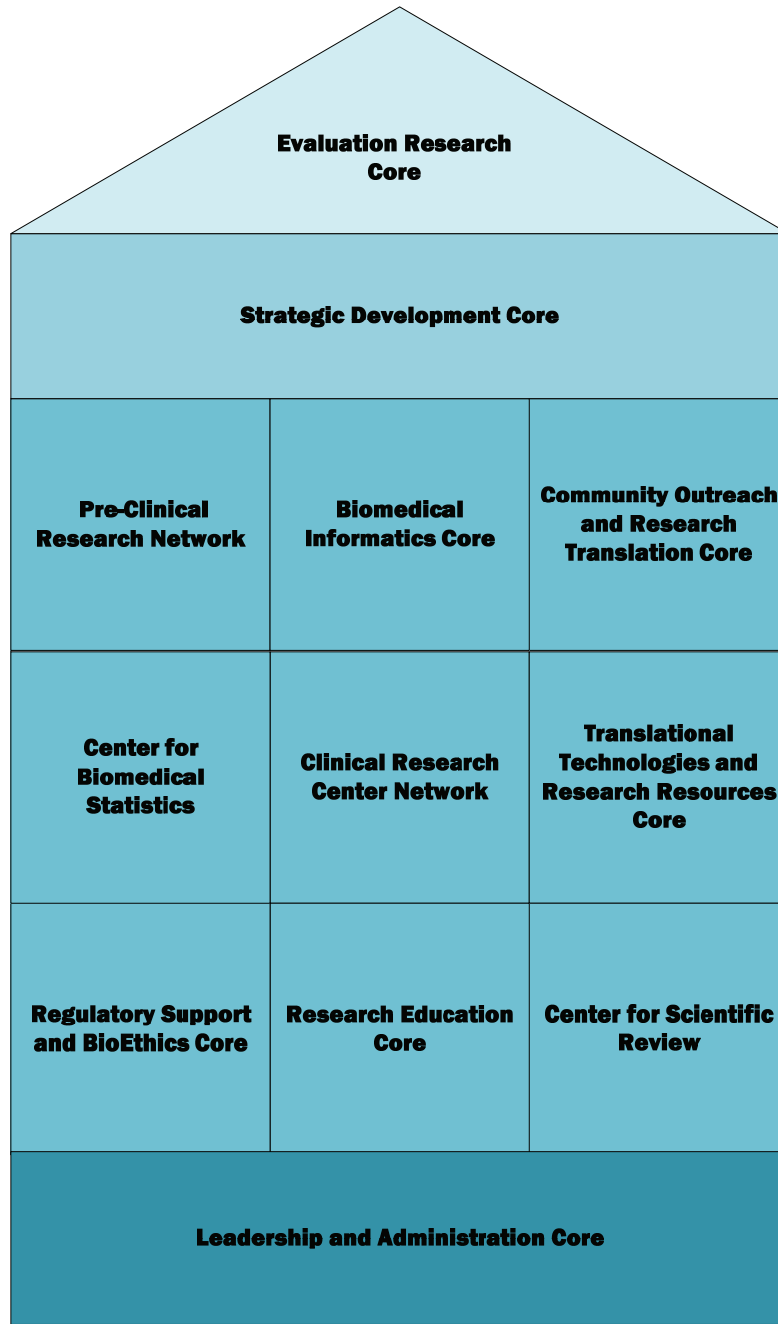 Evaluation Research
Core
Strategic Development Core
Pre-Clinical
Research Network
Biomedical
Informatics Core
Community Outreach
and Research
Translation Core
Center for
Biomedical
Statistics
Clinical Research
Center Network
Translational
Technologies and
Research Resources
Core
Regulatory Support
and BioEthics Core
Research Education
Core
Center for Scientific
Review
Leadership and Administration Core